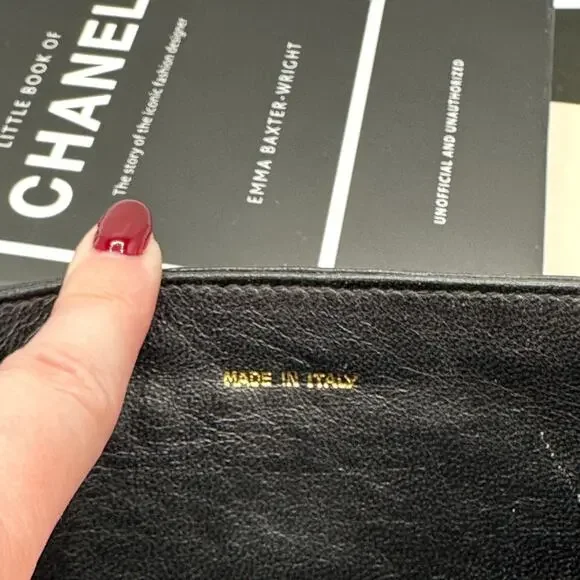 LITTLE BOOK OF
CHANEL
The story of the iconic fashion designer
EMMA BAXTER-WRIGHT
UNOFFICIAL AND UNAUTHORIZED
MADE IN ITALY